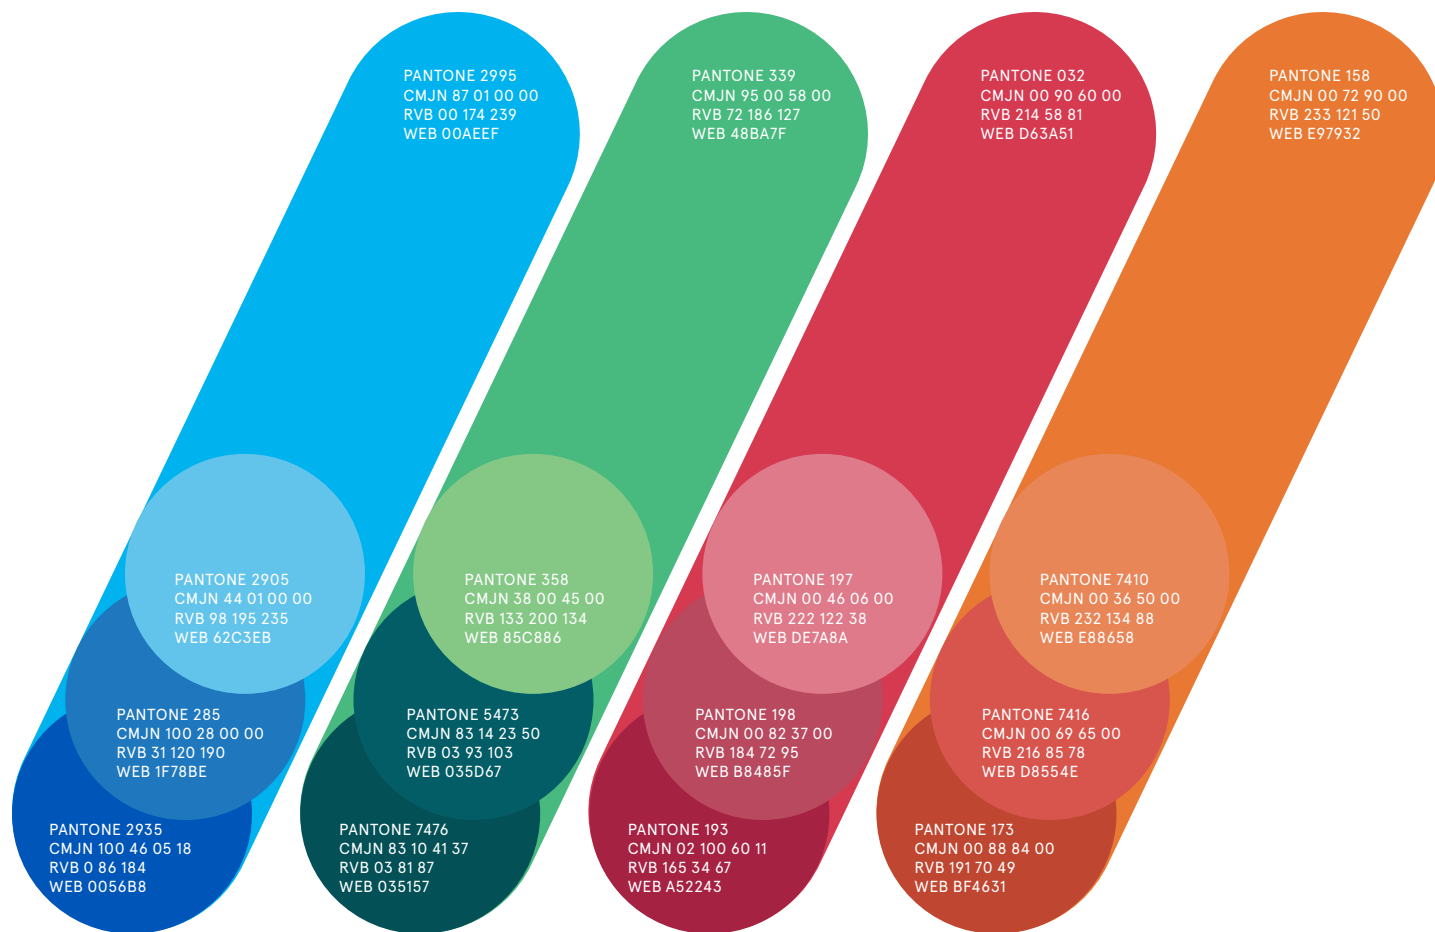 PANTONE 2995
CMJN 87 01 00 00
RVB 00 174 239
WEB 00AEEF
PANTONE 339
CMJN 95 00 58 00
RVB 72 186 127
WEB 48BA7F
PANTONE 032
CMJN 00 90 60 00
RVB 214 58 81
WEB D63A51
PANTONE 158
CMJN 00 72 90 00
RVB 233 121 50
WEB E97932
PANTONE 2905
CMJN 44 01 00 00
RVB 98 195 235
WEB 62C3EB
PANTONE 358
CMJN 38 00 45 00
RVB 133 200 134
WEB 85C886
PANTONE 197
CMJN 00 46 06 00
RVB 222 122 38
WEB DE7A8A
PANTONE 7410
CMJN 00 36 50 00
RVB 232 134 88
WEB E88658
PANTONE 285
CMJN 100 28 00 00
RVB 31 120 190
WEB 1F78BE
PANTONE 5473
CMJN 83 14 23 50
RVB 03 93 103
WEB 035D67
PANTONE 198
CMJN 00 82 37 00
RVB 184 72 95
WEB B8485F
PANTONE 7416
CMJN 00 69 65 00
RVB 216 85 78
WEB D8554E
PANTONE 2935
CMJN 100 46 05 18
RVB 0 86 184
WEB 0056B8
PANTONE 7476
CMJN 83 10 41 37
RVB 03 81 87
WEB 035157
PANTONE 193
CMJN 02 100 60 11
RVB 165 34 67
WEB A52243
PANTONE 173
CMJN 00 88 84 00
RVB 191 70 49
WEB BF4631